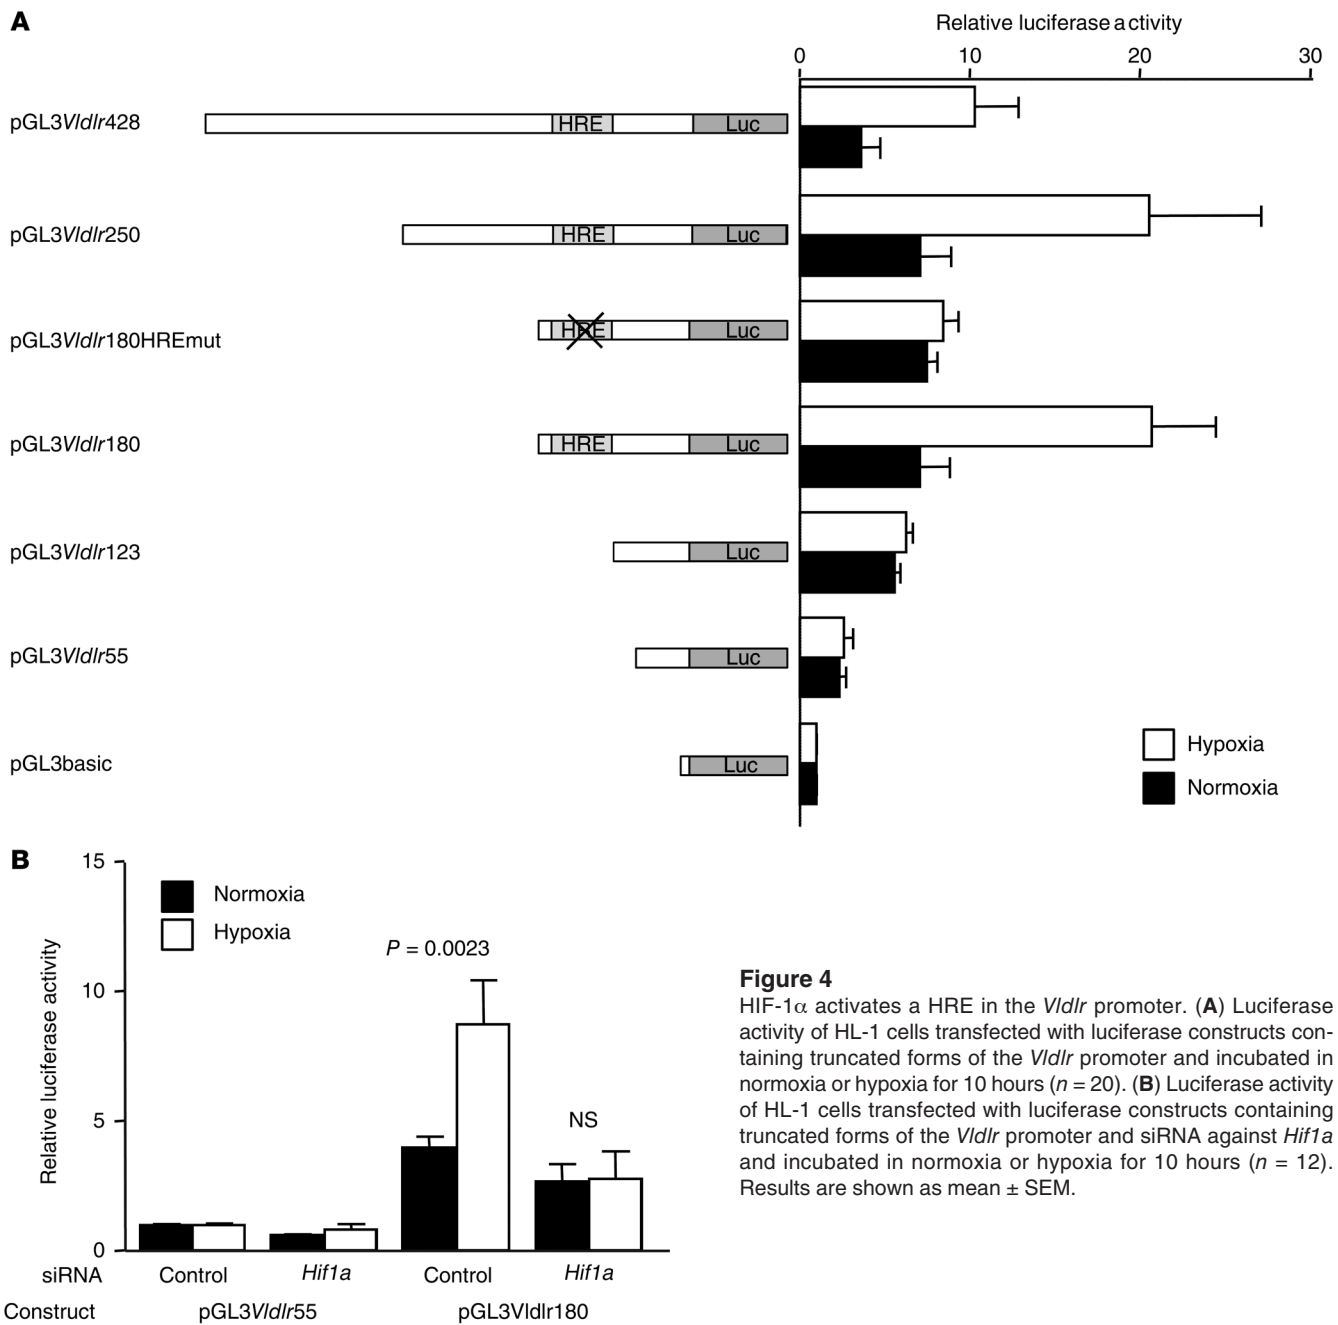 A
Relative luciferase activity
0 10 20 30
pGL3Vldlr428
HRE Luc
pGL3Vldlr250
HRE Luc
pGL3Vldlr180HREmut
HRE Luc
pGL3Vldlr180
HRE Luc
pGL3Vldlr123
Luc
pGL3Vldlr55
Luc
pGL3basic
Luc
Hypoxia
Normoxia
B
15
10
5
0
Relative luciferase activity
Normoxia
Hypoxia
P = 0.0023
NS
siRNA Control Hif1a Control Hif1a
Construct pGL3Vldlr55 pGL3Vldlr180
Figure 4
HIF-1α activates a HRE in the Vldlr promoter. (A) Luciferase
activity of HL-1 cells transfected with luciferase constructs con-
taining truncated forms of the Vldlr promoter and incubated in
normoxia or hypoxia for 10 hours (n = 20). (B) Luciferase activity
of HL-1 cells transfected with luciferase constructs containing
truncated forms of the Vldlr promoter and siRNA against Hif1a
and incubated in normoxia or hypoxia for 10 hours (n = 12).
Results are shown as mean ± SEM.